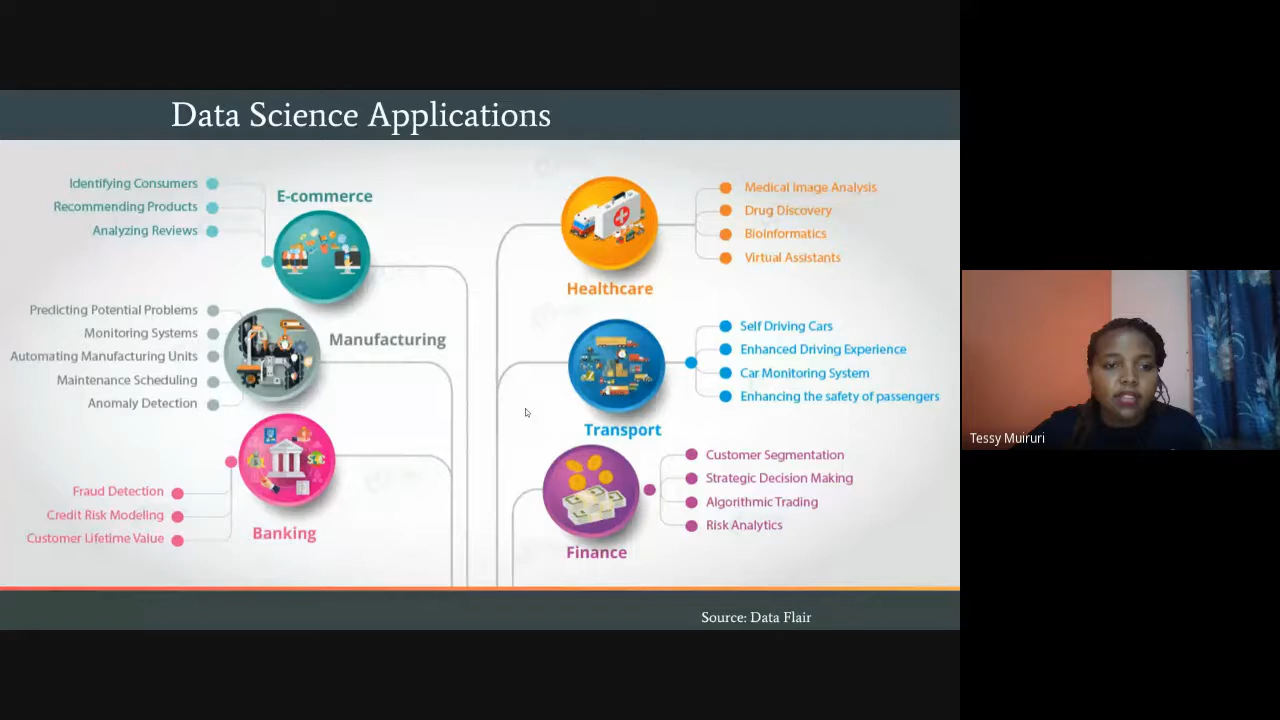 Data Science Applications
Identifying Consumers
Recommending Products
Analyzing Reviews
E-commerce
Predicting Potential Problems
Monitoring Systems
Automating Manufacturing Units
Maintenance Scheduling
Anomaly Detection
Manufacturing
Fraud Detection
Credit Risk Modeling
Customer Lifetime Value
Banking
Healthcare
Medical Image Analysis
Drug Discovery
Bioinformatics
Virtual Assistants
Transport
Self Driving Cars
Enhanced Driving Experience
Car Monitoring System
Enhancing the safety of passengers
Finance
Customer Segmentation
Strategic Decision Making
Algorithmic Trading
Risk Analytics
Source: Data Flair
Tessy Muiruri